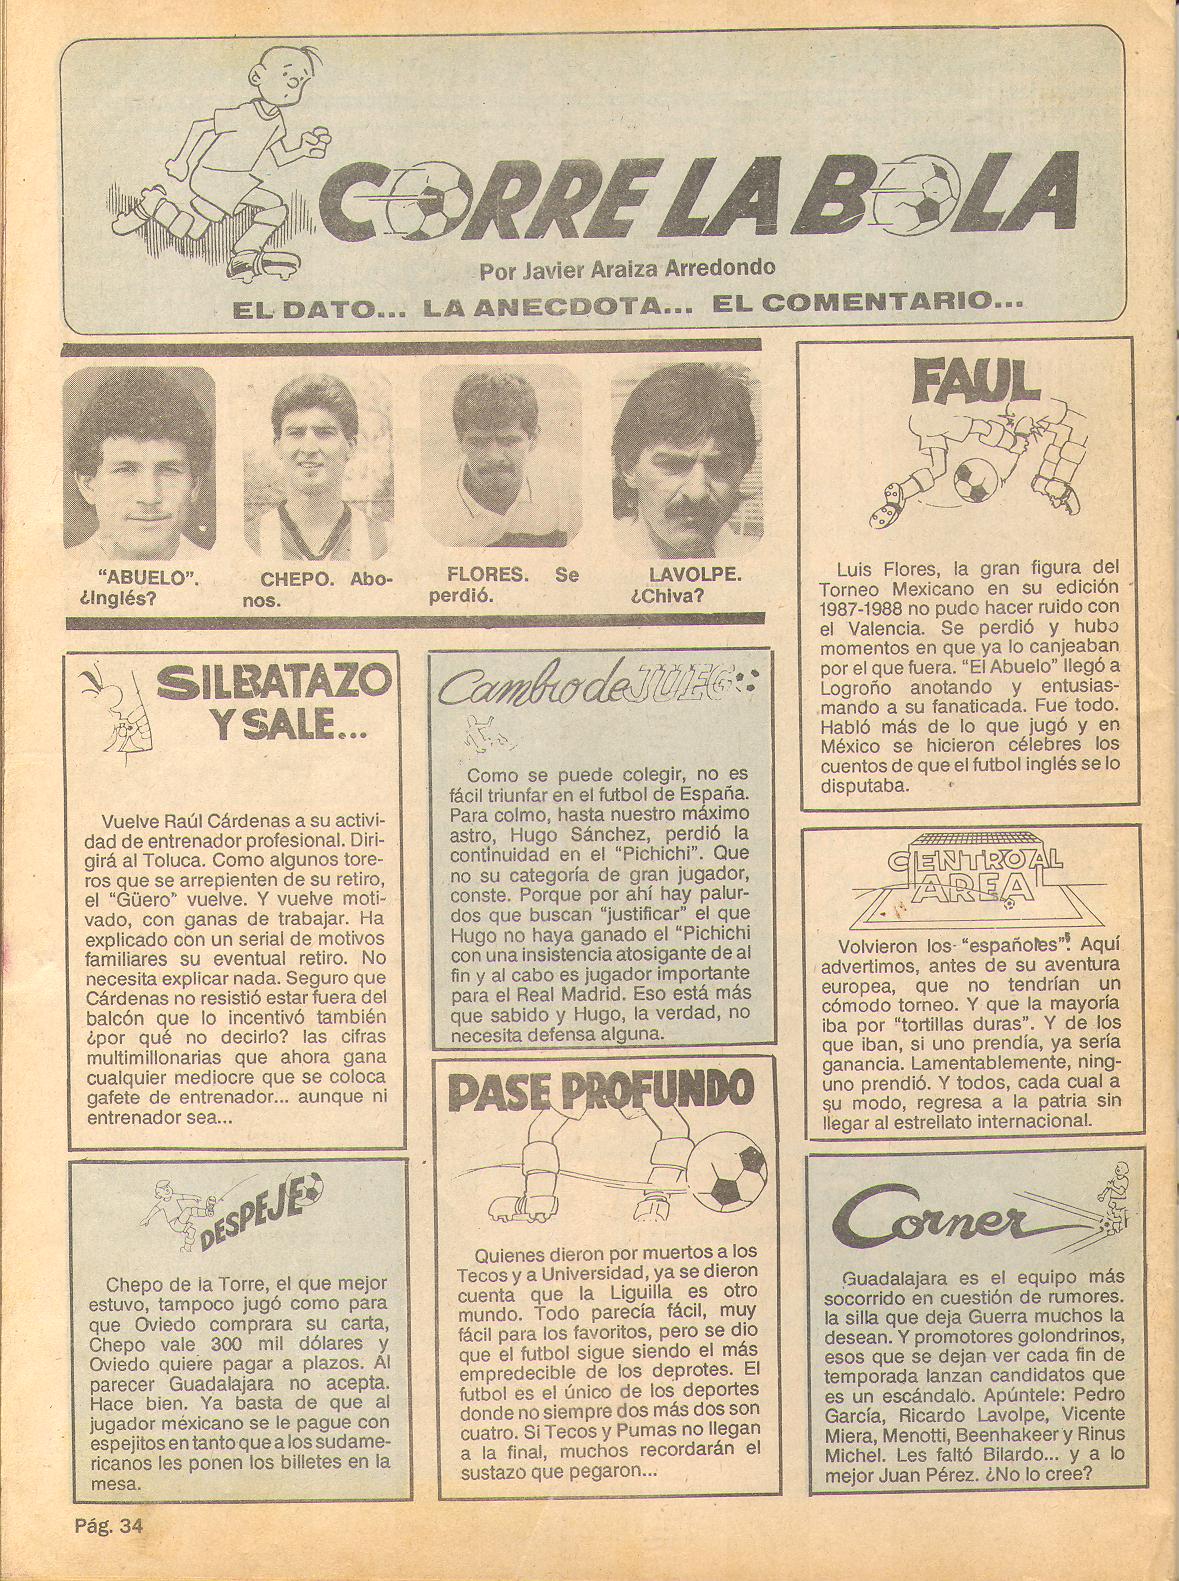 CORRE LA BOLA
Por Javier Araiza Arredondo
EL DATO... LA ANECDOTA... EL COMENTARIO...
“ABUELO”.
¿Inglés?
CHEPO. Abo-
nos.
FLORES. Se
perdió.
LAVOLPE.
¿Chiva?
SILBATAZO
Y SALE...
Vuelve Raúl Cárdenas a su activi-
dad de entrenador profesional. Diri-
girá al Toluca. Como algunos tore-
ros que se arrepienten de su retiro,
el “Güero” vuelve. Y vuelve moti-
vado, con ganas de trabajar. Ha
explicado con un serial de motivos
familiares su eventual retiro. No
necesita explicar nada. Seguro que
Cárdenas no resistió estar fuera del
balcón que lo incentivó también
¿por qué no decirlo? las cifras
multimillonarias que ahora gana
cualquier mediocre que se coloca
gafete de entrenador... aunque ni
entrenador sea...
DESPEJE
Chepo de la Torre, el que mejor
estuvo, tampoco jugó como para
que Oviedo comprara su carta,
Chepo vale 300 mil dólares y
Oviedo quiere pagar a plazos. Al
parecer Guadalajara no acepta.
Hace bien. Ya basta de que al
jugador méxicano se le pague con
espejitos en tanto que a los sudame-
ricanos les ponen los billetes en la
mesa.
Cambio de JUEGO
Como se puede colegir, no es
fácil triunfar en el futbol de España.
Para colmo, hasta nuestro máximo
astro, Hugo Sánchez, perdió la
continuidad en el “Pichichi”. Que
no su categoría de gran jugador,
conste. Porque por ahí hay palur-
dos que buscan “justificar” el que
Hugo no haya ganado el “Pichichi
con una insistencia atosigante de al
fin y al cabo es jugador importante
para el Real Madrid. Eso está más
que sabido y Hugo, la verdad, no
necesita defensa alguna.
PASE PROFUNDO
Quienes dieron por muertos a los
Tecos y a Universidad, ya se dieron
cuenta que la Liguilla es otro
mundo. Todo parecía fácil, muy
fácil para los favoritos, pero se dio
que el futbol sigue siendo el más
empredecible de los deprotes. El
futbol es el único de los deportes
donde no siempre dos más dos son
cuatro. Si Tecos y Pumas no llegan
a la final, muchos recordarán el
sustazo que pegaron...
FAUL
Luis Flores, la gran figura del
Torneo Mexicano en su edición
1987-1988 no pudo hacer ruido con
el Valencia. Se perdió y hubo
momentos en que ya lo canjeaban
por el que fuera. “El Abuelo” llegó a
Logroño anotando y entusias-
mando a su fanaticada. Fue todo.
Habló más de lo que jugó y en
México se hicieron célebres los
cuentos de que el futbol inglés se lo
disputaba.
CENTRO AL
AREA
Volvieron los “españoles”. Aquí
advertimos, antes de su aventura
europea, que no tendrían un
cómodo torneo. Y que la mayoría
iba por “tortillas duras”. Y de los
que iban, si uno prendía, ya sería
ganancia. Lamentablemente, ning-
uno prendió. Y todos, cada cual a
su modo, regresa a la patria sin
llegar al estrellato internacional.
Corner
Guadalajara es el equipo más
socorrido en cuestión de rumores.
la silla que deja Guerra muchos la
desean. Y promotores golondrinos,
esos que se dejan ver cada fin de
temporada lanzan candidatos que
es un escándalo. Apúntele: Pedro
García, Ricardo Lavolpe, Vicente
Miera, Menotti, Beenhakeer y Rinus
Michel. Les faltó Bilardo... y a lo
mejor Juan Pérez. ¿No lo cree?
Pág. 34